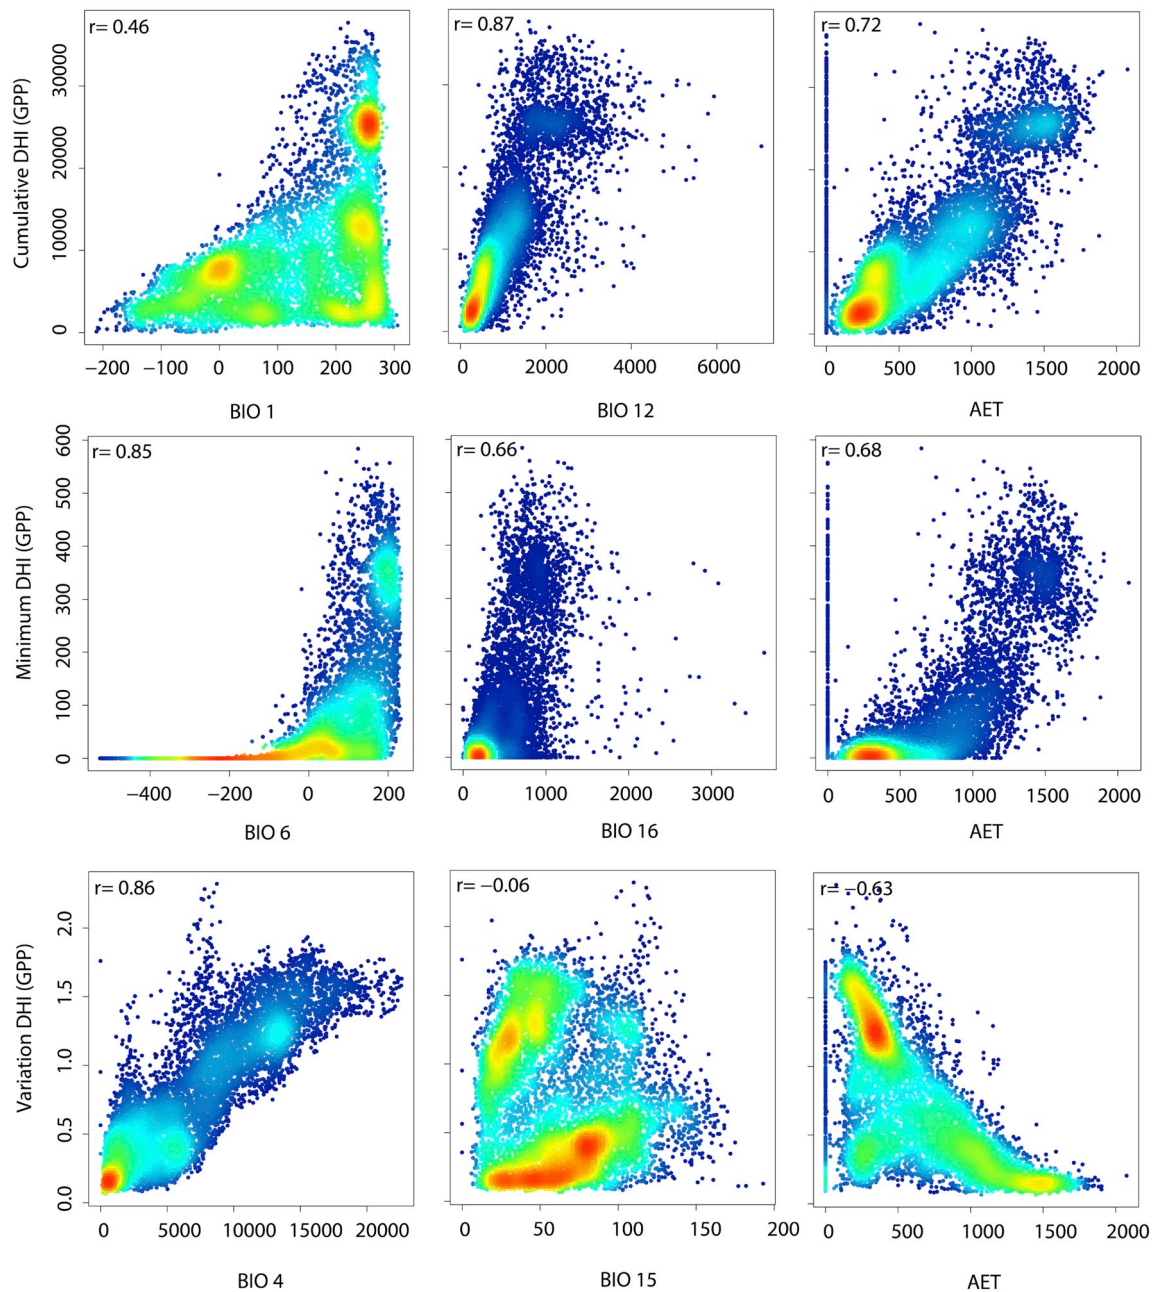 r= 0.46
r= 0.87
r= 0.72
Cumulative DHI (GPP)
0 10000 20000 30000
−200 −100 0 100 200 300
0 2000 4000 6000
0 500 1000 1500 2000
BIO 1
BIO 12
AET
r= 0.85
r= 0.66
r= 0.68
Minimum DHI (GPP)
0 100 200 300 400 500 600
−400 −200 0 200
0 1000 2000 3000
0 500 1000 1500 2000
BIO 6
BIO 16
AET
r= 0.86
r= −0.06
r= −0.63
Variation DHI (GPP)
0.0 0.5 1.0 1.5 2.0
0 5000 10000 15000 20000
0 50 100 150 200
0 500 1000 1500 2000
BIO 4
BIO 15
AET